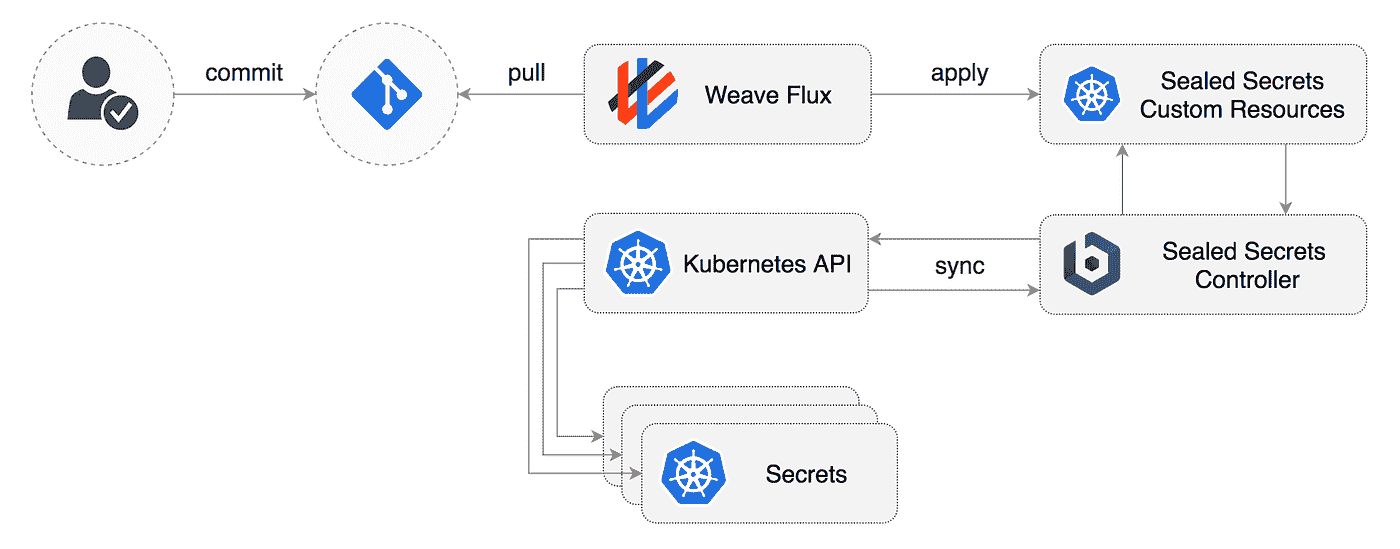 commit
pull
Weave Flux
apply
Sealed Secrets
Custom Resources
Kubernetes API
sync
Sealed Secrets
Controller
Secrets